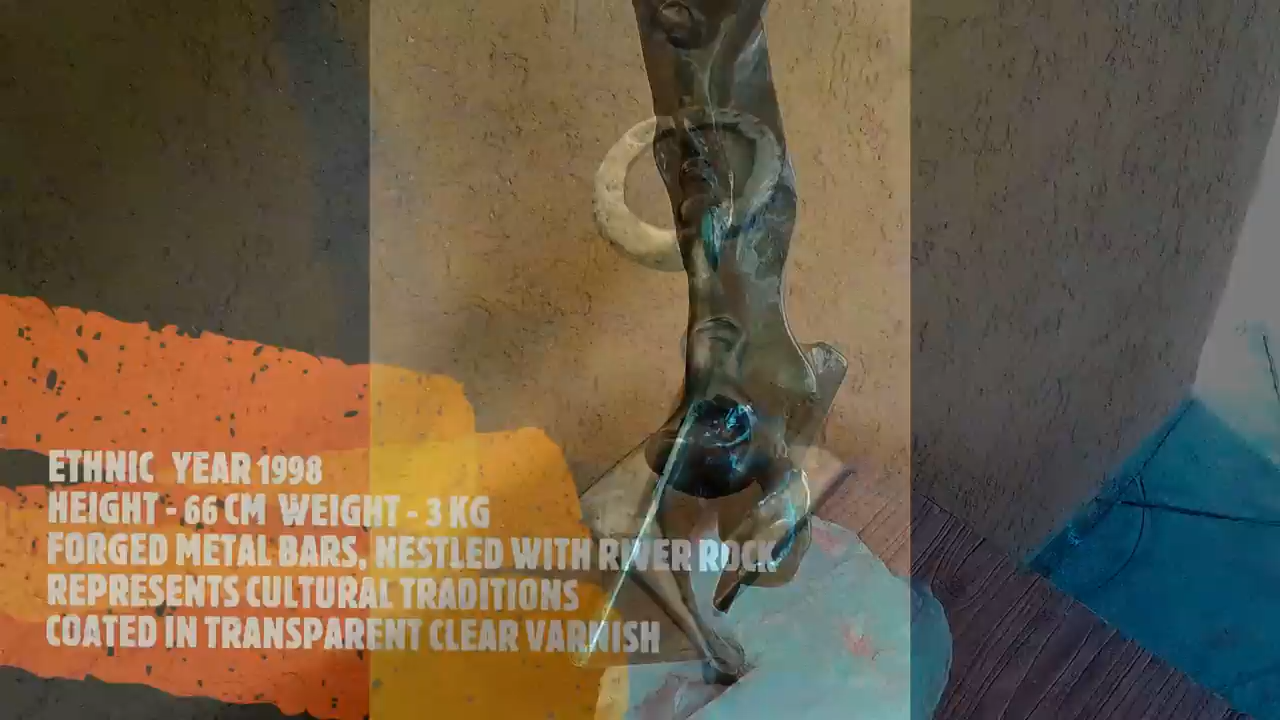 ETHNIC YEAR 1998
HEIGHT - 66 CM WEIGHT - 3 KG
FORGED METAL BARS, NESTLED WITH RIVER ROCK
REPRESENTS CULTURAL TRADITIONS
COATED IN TRANSPARENT CLEAR VARNISH